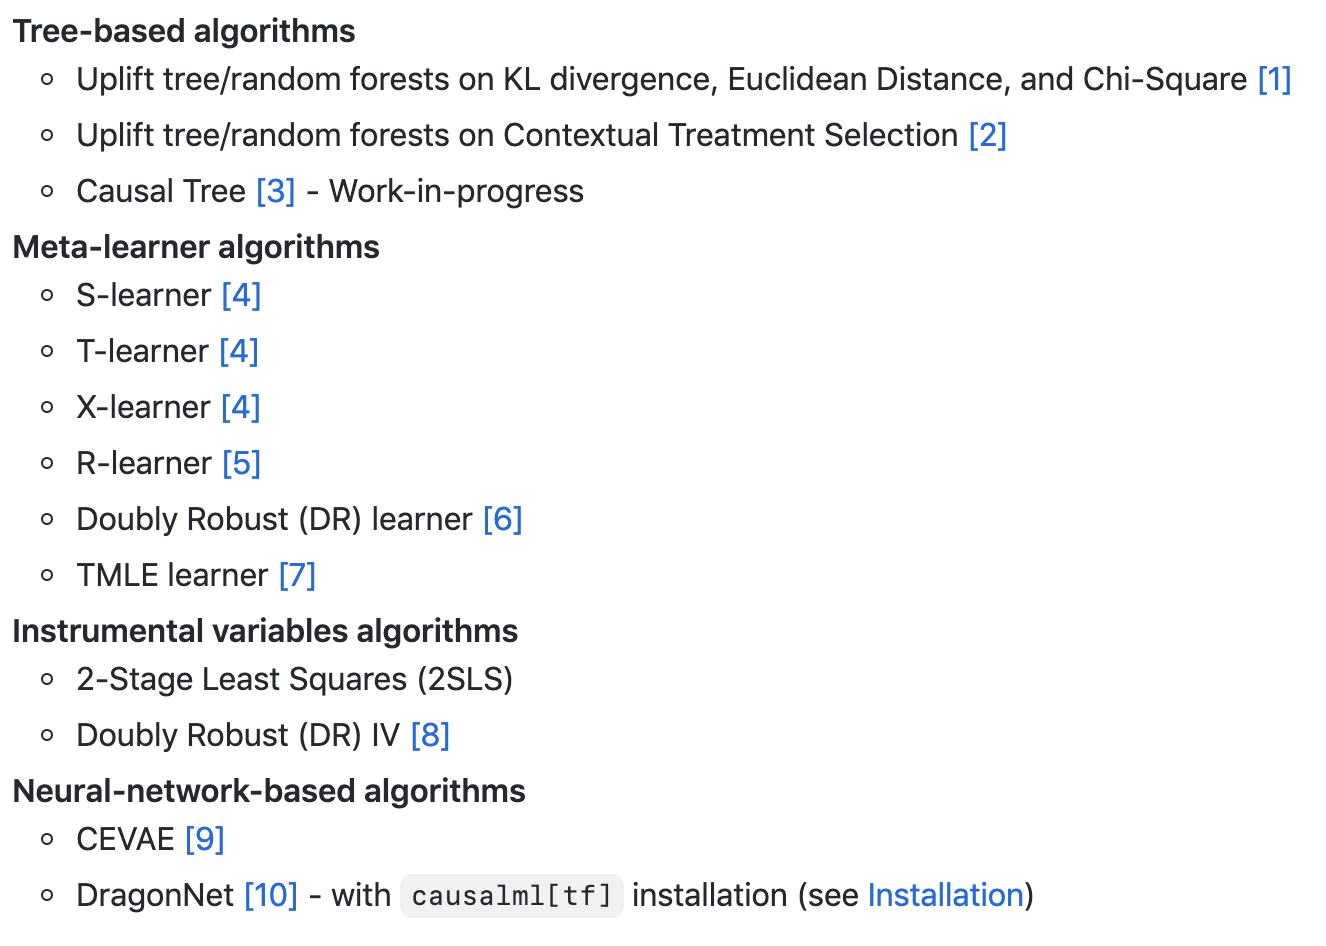 Tree-based algorithms
Uplift tree/random forests on KL divergence, Euclidean Distance, and Chi-Square [1]
Uplift tree/random forests on Contextual Treatment Selection [2]
Causal Tree [3] - Work-in-progress
Meta-learner algorithms
S-learner [4]
T-learner [4]
X-learner [4]
R-learner [5]
Doubly Robust (DR) learner [6]
TMLE learner [7]
Instrumental variables algorithms
2-Stage Least Squares (2SLS)
Doubly Robust (DR) IV [8]
Neural-network-based algorithms
CEVAE [9]
DragonNet [10] - with causalml[tf] installation (see Installation)